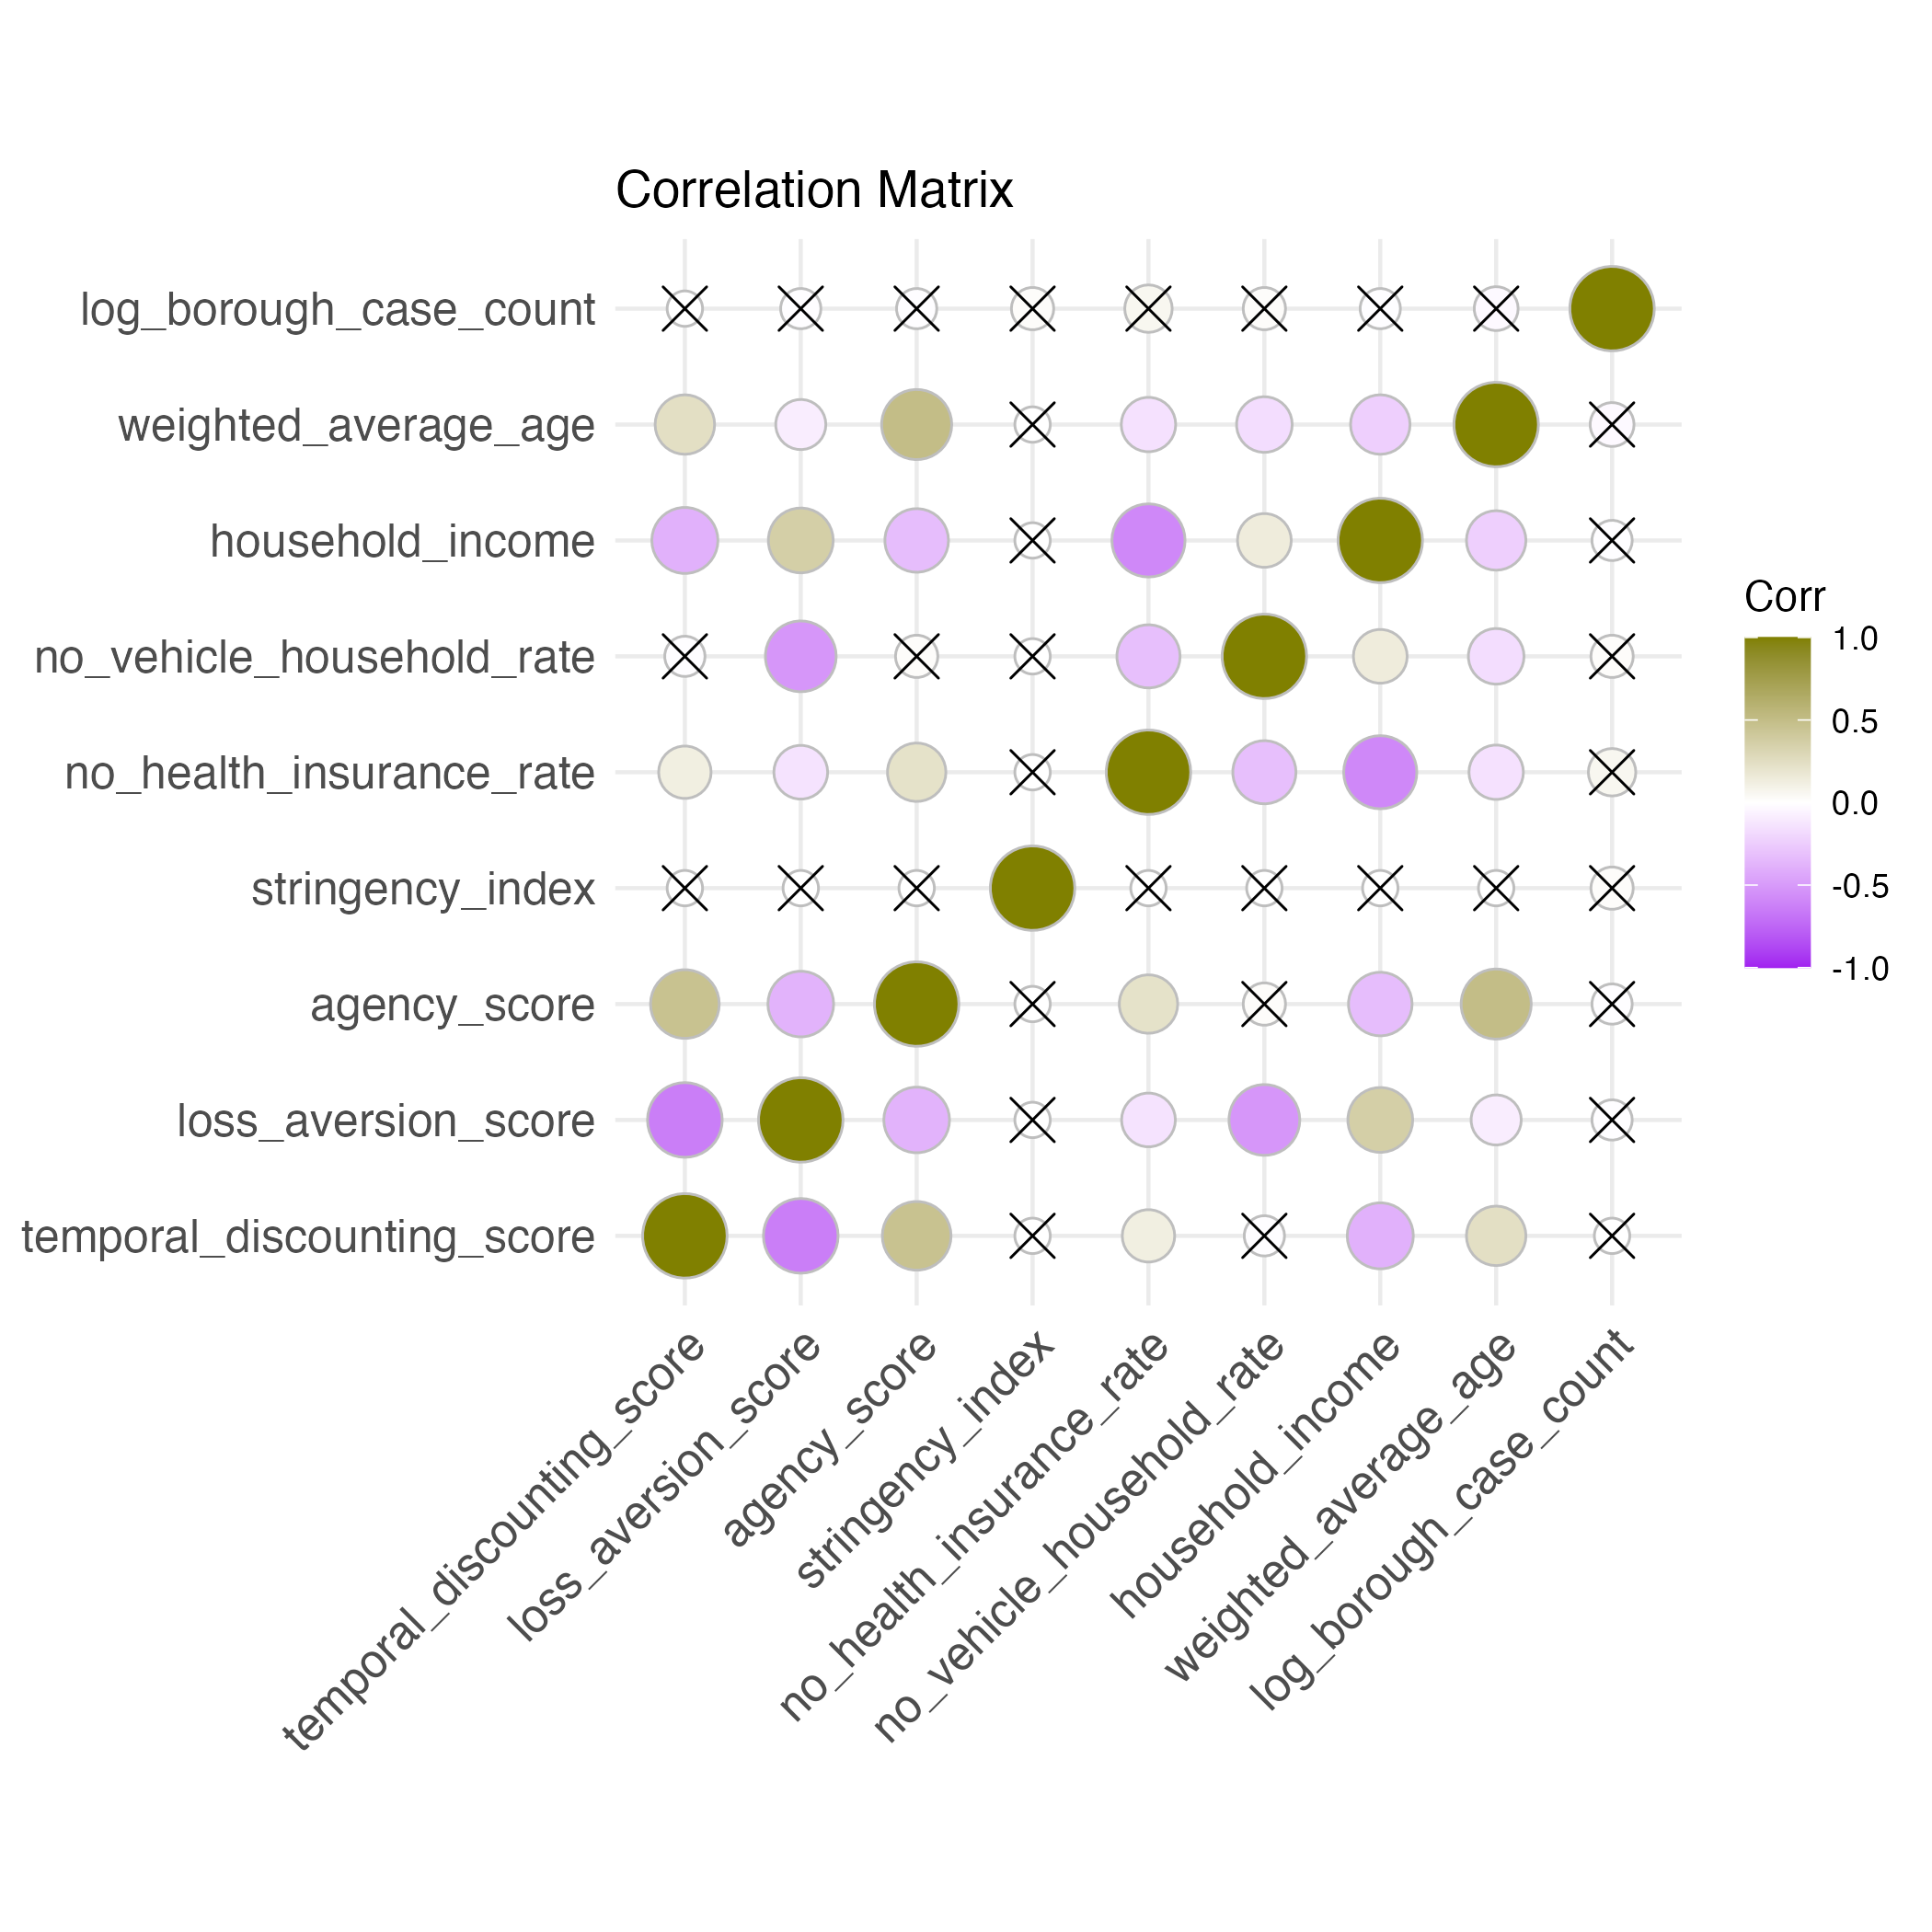 Correlation Matrix
log_borough_case_count
weighted_average_age
household_income
no_vehicle_household_rate
no_health_insurance_rate
stringency_index
agency_score
loss_aversion_score
temporal_discounting_score
temporal_discounting_score
loss_aversion_score
agency_score
stringency_index
no_health_insurance_rate
no_vehicle_household_rate
household_income
weighted_average_age
log_borough_case_count
Corr
1.0
0.5
0.0
-0.5
-1.0